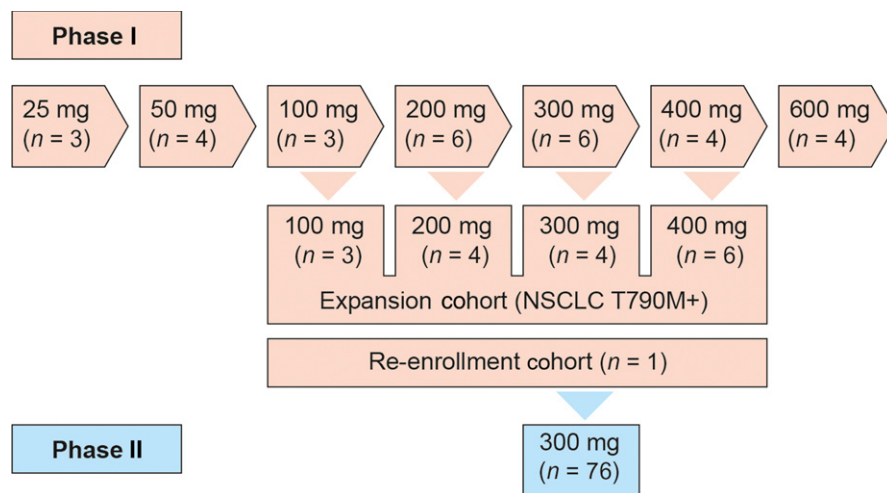 Phase I
25 mg
(n = 3)
50 mg
(n = 4)
100 mg
(n = 3)
200 mg
(n = 6)
300 mg
(n = 6)
400 mg
(n = 4)
600 mg
(n = 4)
100 mg
(n = 3)
200 mg
(n = 4)
300 mg
(n = 4)
400 mg
(n = 6)
Expansion cohort (NSCLC T790M+)
Re-enrollment cohort (n = 1)
Phase II
300 mg
(n = 76)